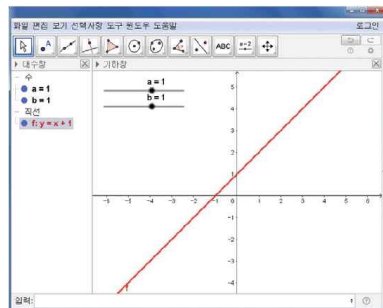 파일 편집 보기 선택사항 도구 윈도우 도움말 로그인
ABC a=2
대수창 기하창
수
a = 1
b = 1
직선
f: y = x + 1
a = 1
b = 1
5
4
3
2
1
0
-6 -5 -4 -3 -2 -1 0 1 2 3 4 5 6
-1
-2
-3
-4
f
입력: